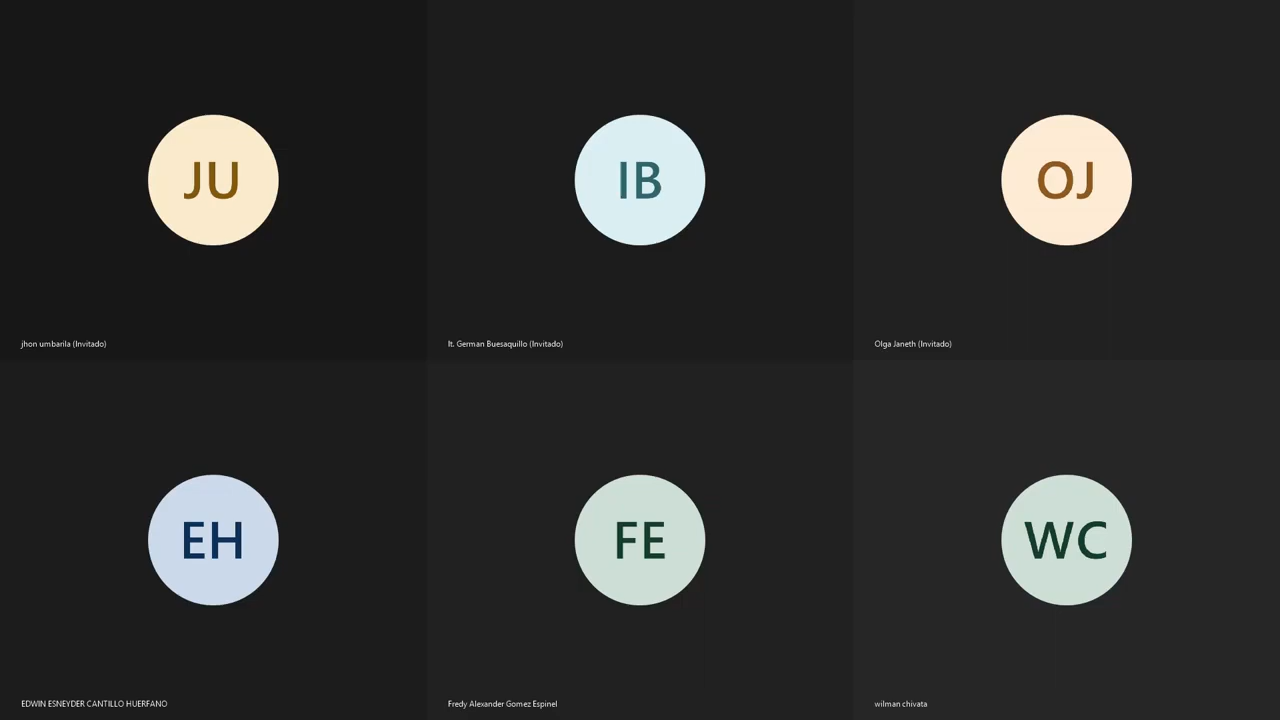 JU
IB
OJ
jhon umbarila (Invitado)
It. German Buesaquillo (Invitado)
Olga Janeth (Invitado)
EH
FE
WC
EDWIN ESNEYDER CANTILLO HUERFANO
Fredy Alexander Gomez Espinel
wilman chivata